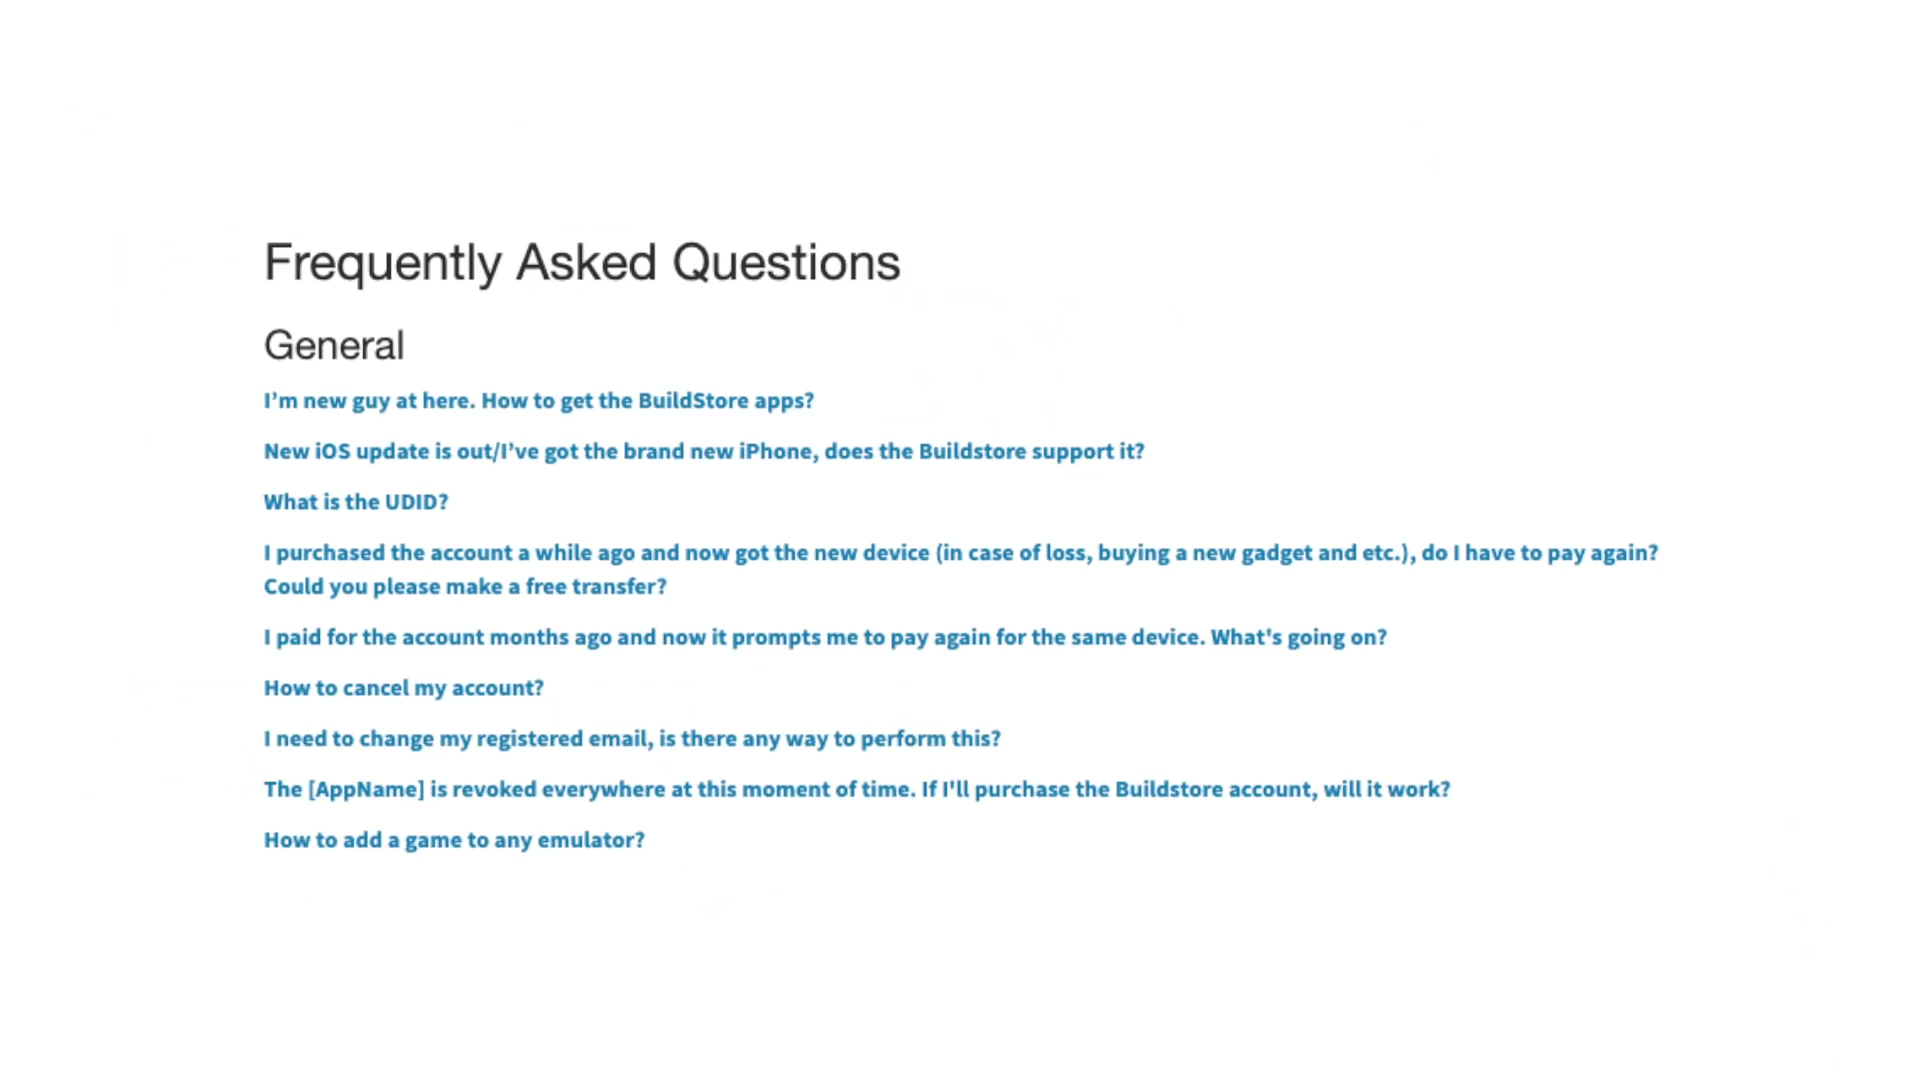 Frequently Asked Questions
General
I’m new guy at here. How to get the BuildStore apps?
New iOS update is out/I’ve got the brand new iPhone, does the Buildstore support it?
What is the UDID?
I purchased the account a while ago and now got the new device (in case of loss, buying a new gadget and etc.), do I have to pay again?
Could you please make a free transfer?
I paid for the account months ago and now it prompts me to pay again for the same device. What's going on?
How to cancel my account?
I need to change my registered email, is there any way to perform this?
The [AppName] is revoked everywhere at this moment of time. If I'll purchase the Buildstore account, will it work?
How to add a game to any emulator?